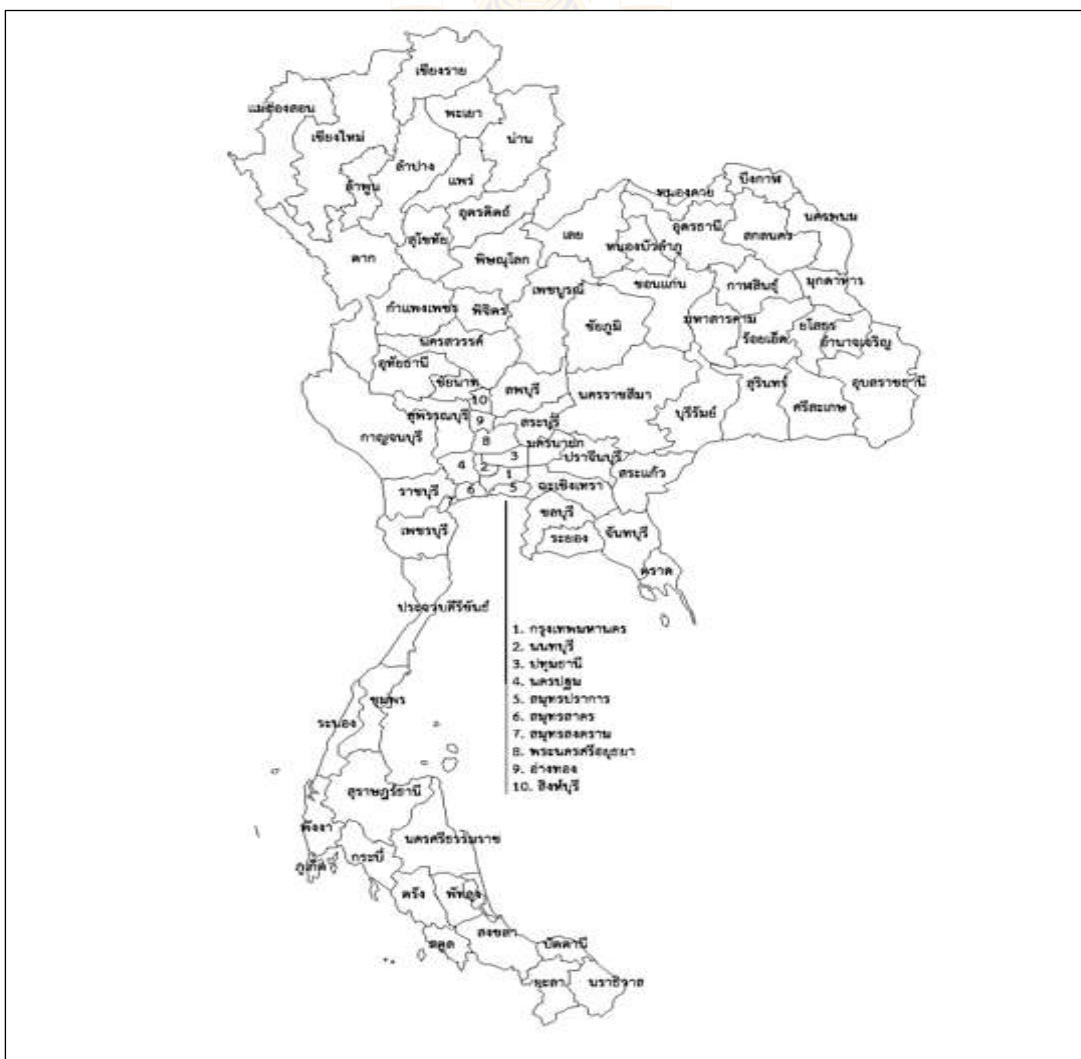 เชียงราย
แม่ฮ่องสอน
พะเยา
เชียงใหม่
น่าน
ลำปาง
แพร่
ลำพูน
อุตรดิตถ์
สุโขทัย
ตาก
พิษณุโลก
เลย
หนองคาย
บึงกาฬ
นครพนม
อุดรธานี
สกลนคร
หนองบัวลำภู
ขอนแก่น
กาฬสินธุ์
มุกดาหาร
เพชรบูรณ์
กำแพงเพชร
พิจิตร
ชัยภูมิ
มหาสารคาม
ร้อยเอ็ด
ยโสธร
อำนาจเจริญ
นครสวรรค์
อุทัยธานี
ชัยนาท
ลพบุรี
นครราชสีมา
บุรีรัมย์
สุรินทร์
ศรีสะเกษ
อุบลราชธานี
10
สุพรรณบุรี
9
สระบุรี
กาญจนบุรี
8
นครนายก
3
ปราจีนบุรี
4
2
1
สระแก้ว
ราชบุรี
6
5
ฉะเชิงเทรา
7
เพชรบุรี
ชลบุรี
ระยอง
จันทบุรี
ตราด
ประจวบคีรีขันธ์
1. กรุงเทพมหานคร
2. นนทบุรี
3. ปทุมธานี
4. นครปฐม
5. สมุทรปราการ
6. สมุทรสาคร
7. สมุทรสงคราม
8. พระนครศรีอยุธยา
9. อ่างทอง
10. สิงห์บุรี
ชุมพร
ระนอง
สุราษฎร์ธานี
พังงา
นครศรีธรรมราช
ภูเก็ต
กระบี่
ตรัง
พัทลุง
สงขลา
สตูล
ปัตตานี
ยะลา
นราธิวาส